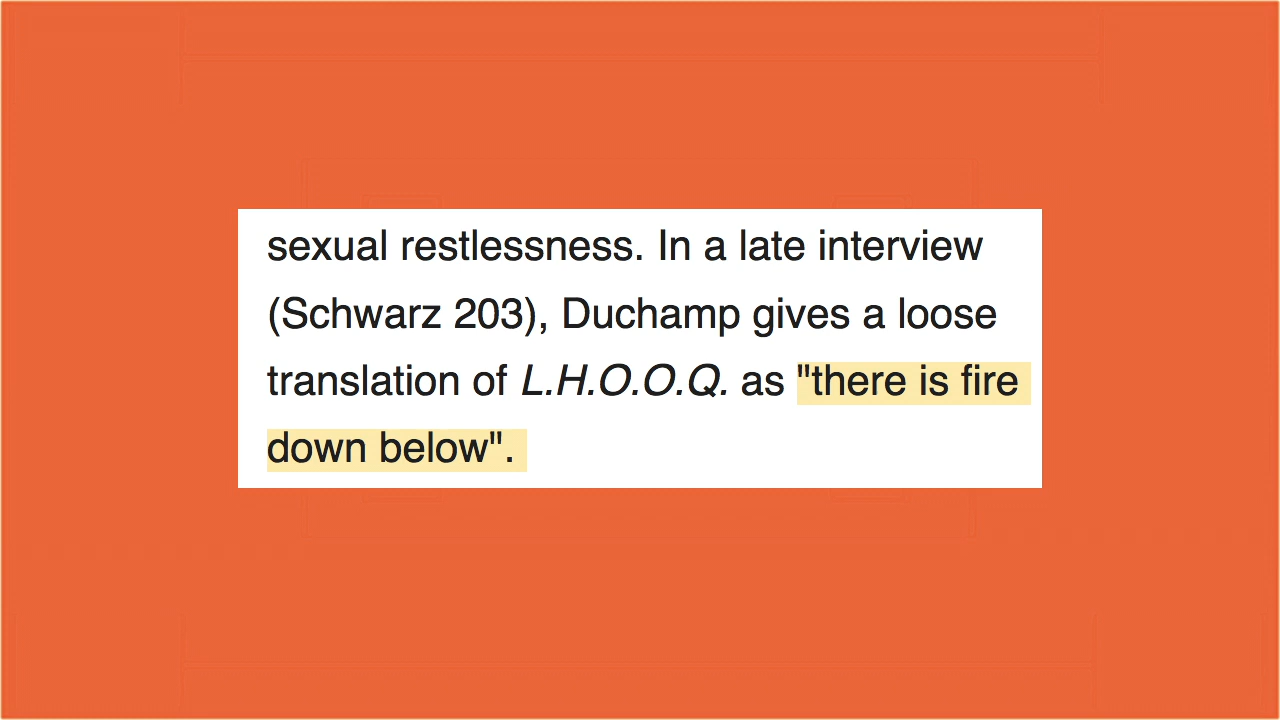 sexual restlessness. In a late interview
(Schwarz 203), Duchamp gives a loose
translation of L.H.O.O.Q. as "there is fire
down below".